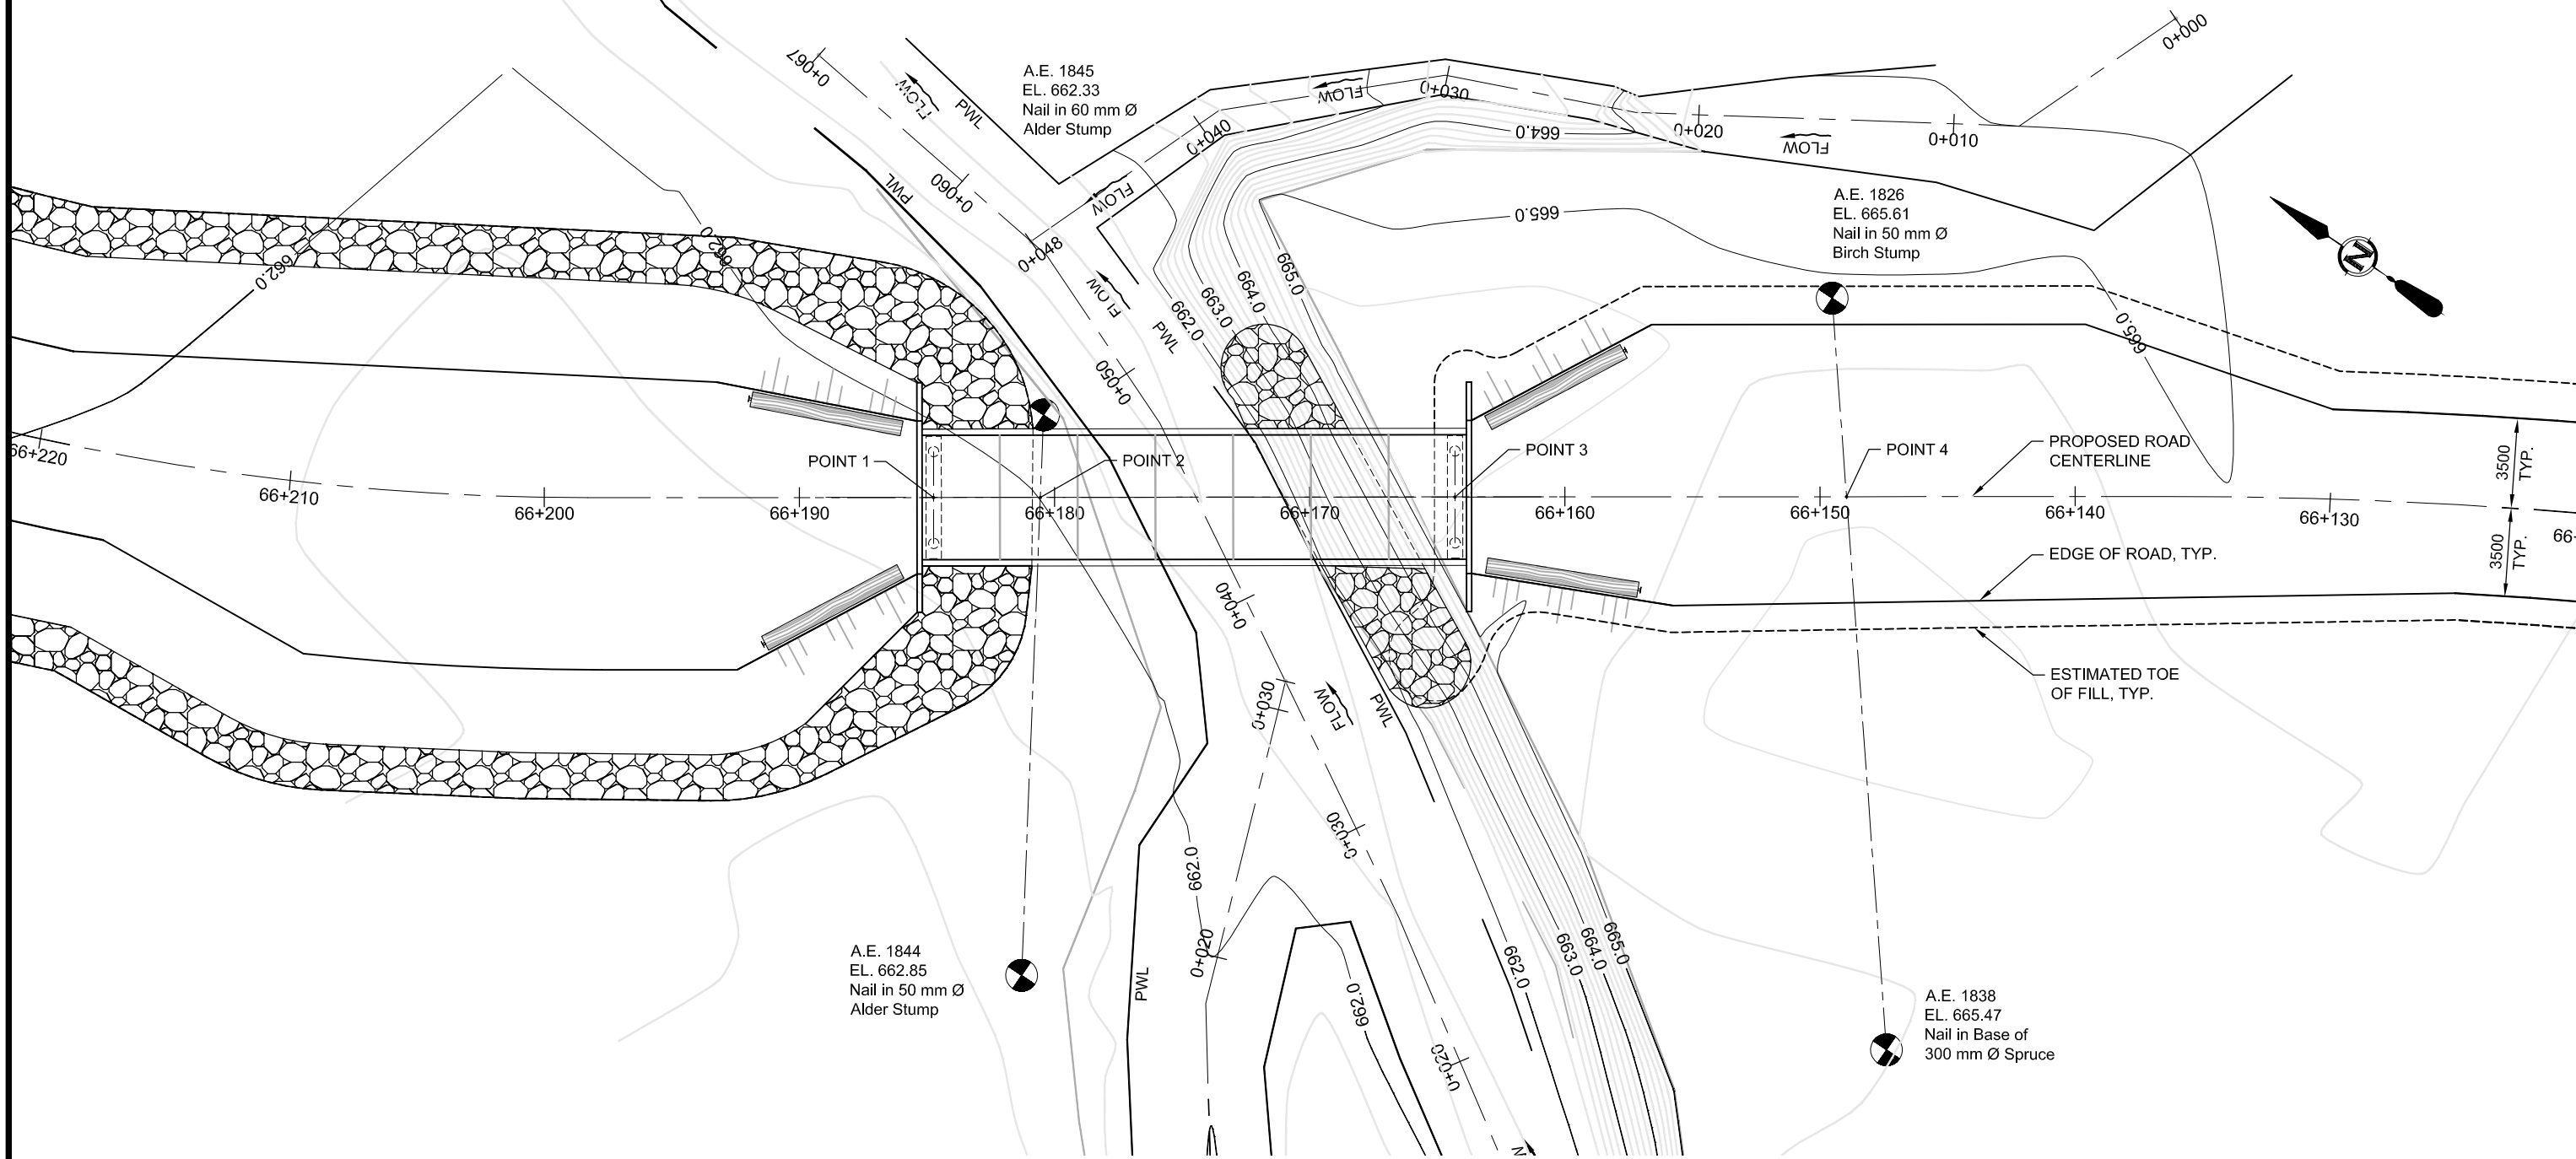 0+000
0+067
A.E. 1845
EL. 662.33
Nail in 60 mm Ø
Alder Stump
FLOW
PWL
FLOW
0+030
0+040
664.0
0+020
FLOW
0+010
PWL
0+060
FLOW
A.E. 1826
EL. 665.61
Nail in 50 mm Ø
Birch Stump
665.0
N
662.0
662.0
0+048
FLOW
665.0
664.0
663.0
662.0
PWL
665.0
0+050
66+220
66+210
66+200
66+190
66+180
66+170
66+160
66+150
66+140
66+130
66-
POINT 1
POINT 2
POINT 3
POINT 4
PROPOSED ROAD
CENTERLINE
3500
TYP.
3500
TYP.
EDGE OF ROAD, TYP.
ESTIMATED TOE
OF FILL, TYP.
0+040
0+030
FLOW
PWL
0+030
662.0
0+020
PWL
A.E. 1844
EL. 662.85
Nail in 50 mm Ø
Alder Stump
662.0
662.0
663.0
664.0
665.0
0+020
A.E. 1838
EL. 665.47
Nail in Base of
300 mm Ø Spruce